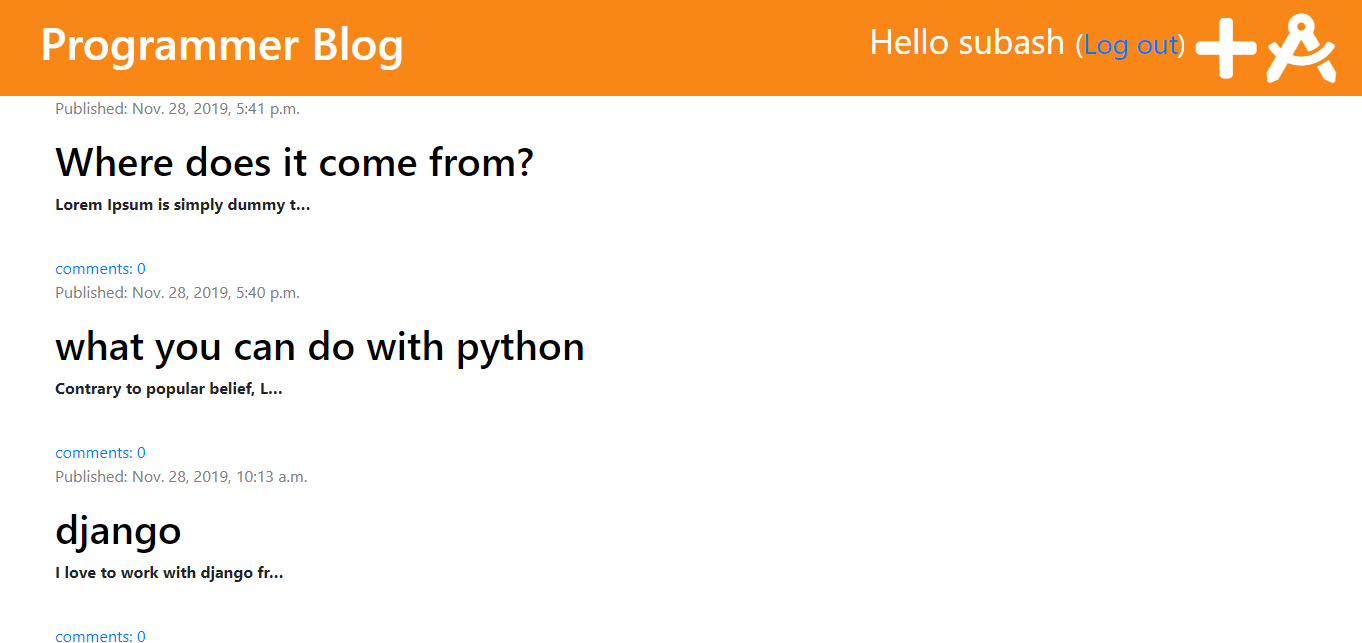 Programmer Blog
Hello subash (Log out)
Published: Nov. 28, 2019, 5:41 p.m.
Where does it come from?
Lorem Ipsum is simply dummy t...
comments: 0
Published: Nov. 28, 2019, 5:40 p.m.
what you can do with python
Contrary to popular belief, L...
comments: 0
Published: Nov. 28, 2019, 10:13 a.m.
django
I love to work with django fr...
comments: 0